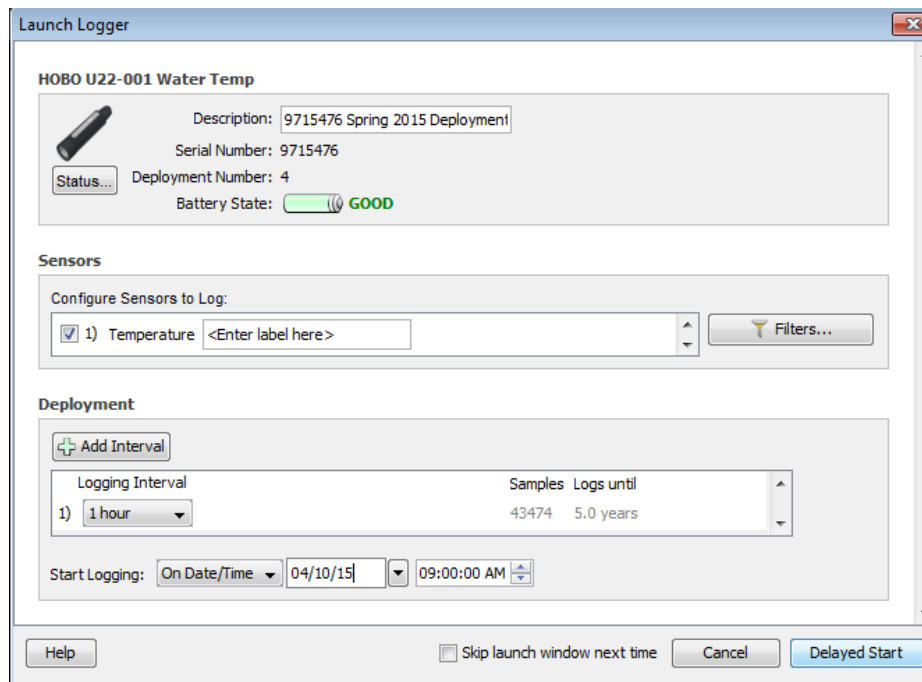 Launch Logger
HOBO U22-001 Water Temp
Description: 9715476 Spring 2015 Deployment
Serial Number: 9715476
Status... Deployment Number: 4
Battery State: GOOD
Sensors
Configure Sensors to Log:
1) Temperature <Enter label here> Filters...
Deployment
Add Interval
Logging Interval Samples Logs until
1) 1 hour 43474 5.0 years
Start Logging: On Date/Time 04/10/15 09:00:00 AM
Help Skip launch window next time Cancel Delayed Start